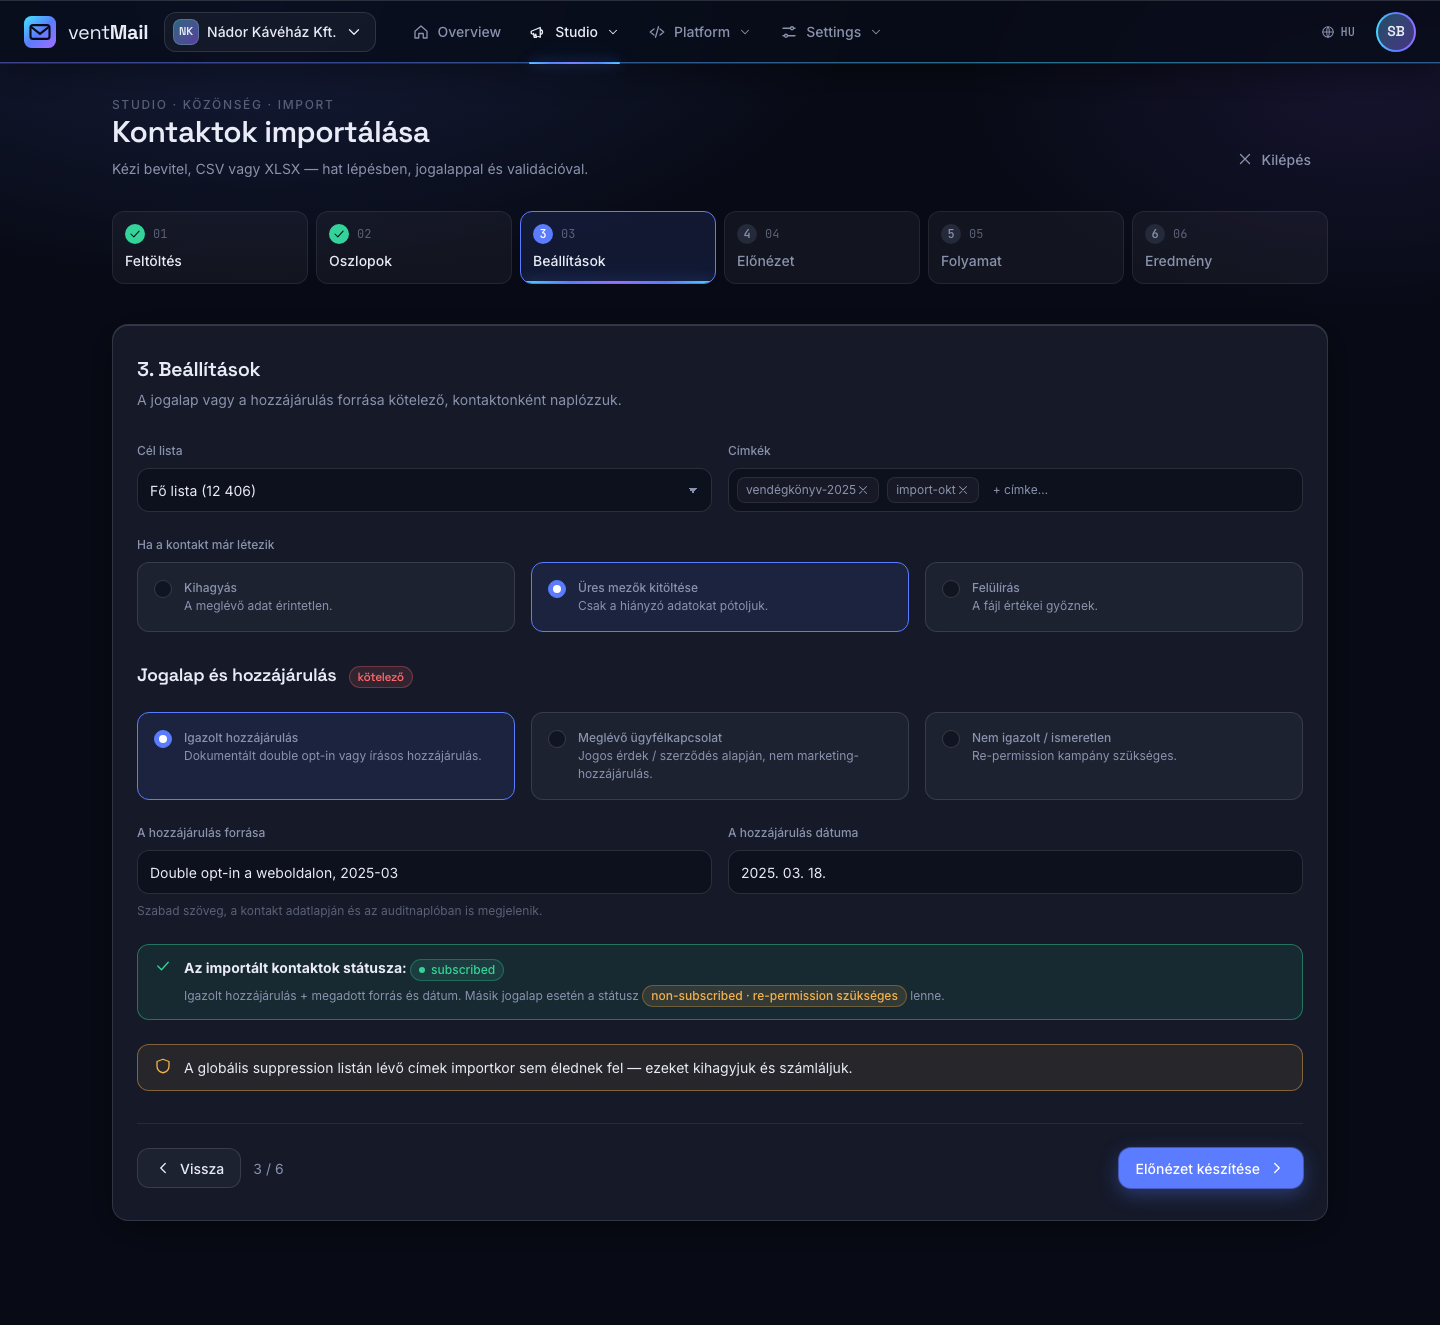 ventMail
NK Nádor Kávéház Kft.
Overview
Studio
Platform
Settings
HU
SB
STUDIO · KÖZÖNSÉG · IMPORT
Kontaktok importálása
Kézi bevitel, CSV vagy XLSX — hat lépésben, jogalappal és validációval.
Kilépés
01
Feltöltés
02
Oszlopok
3 03
Beállítások
4 04
Előnézet
5 05
Folyamat
6 06
Eredmény
3. Beállítások
A jogalap vagy a hozzájárulás forrása kötelező, kontaktonként naplózzuk.
Cél lista
Fő lista (12 406)
Címkék
vendégkönyv-2025
import-okt
+ címke...
Ha a kontakt már létezik
Kihagyás
A meglévő adat érintetlen.
Üres mezők kitöltése
Csak a hiányzó adatokat pótoljuk.
Felülírás
A fájl értékei győznek.
Jogalap és hozzájárulás kötelező
Igazolt hozzájárulás
Dokumentált double opt-in vagy írásos hozzájárulás.
Meglévő ügyfélkapcsolat
Jogos érdek / szerződés alapján, nem marketing-
hozzájárulás.
Nem igazolt / ismeretlen
Re-permission kampány szükséges.
A hozzájárulás forrása
Double opt-in a weboldalon, 2025-03
Szabad szöveg, a kontakt adatlapján és az auditnaplóban is megjelenik.
A hozzájárulás dátuma
2025. 03. 18.
Az importált kontaktok státusza: subscribed
Igazolt hozzájárulás + megadott forrás és dátum. Másik jogalap esetén a státusz non-subscribed · re-permission szükséges lenne.
A globális suppression listán lévő címek importkor sem élednek fel — ezeket kihagyjuk és számláljuk.
Vissza
3 / 6
Előnézet készítése